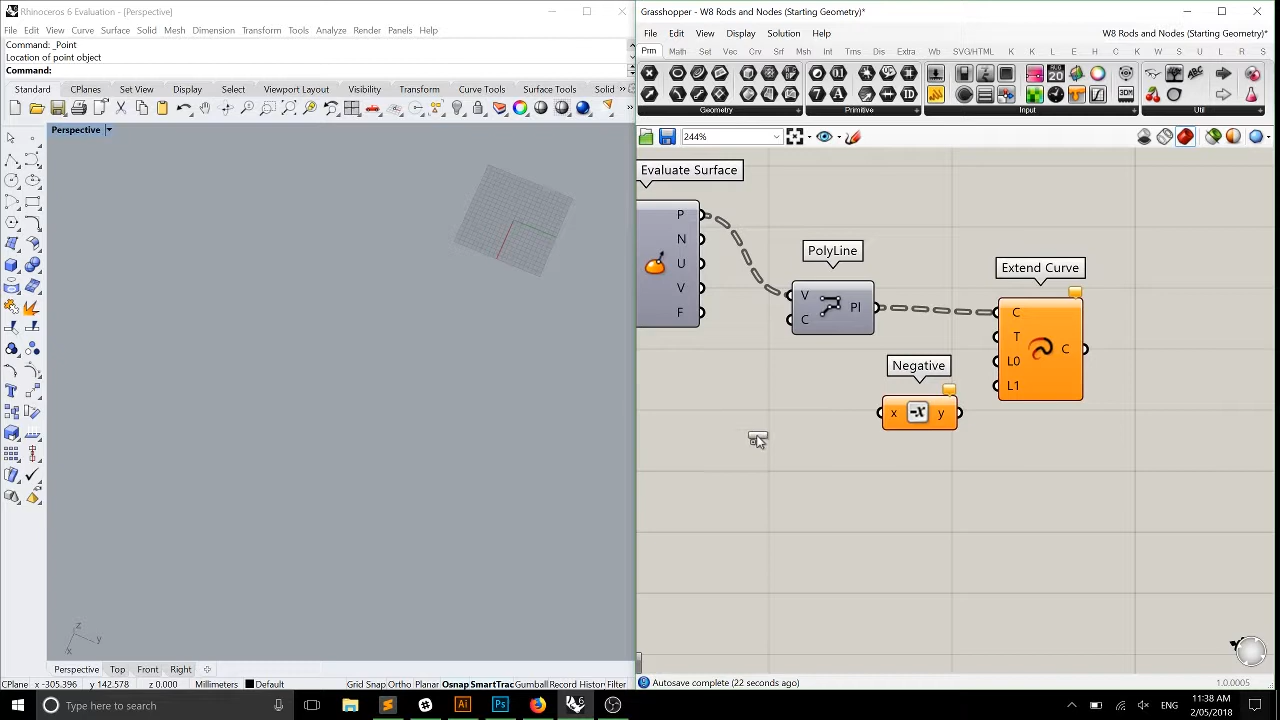 Rhinoceros 6 Evaluation - [Perspective]
File Edit View Curve Surface Solid Mesh Dimension Transform Tools Analyze Render Panels Help
Command: _Point
Location of point object
Command:
Standard CPlanes Set View Display Select Viewport Layout Visibility Transform Curve Tools Surface Tools Solid
Perspective
z
y
x
Perspective Top Front Right
CPlane x -305.396 y 142.578 z 0.000 Millimeters Default Grid Snap Ortho Planar Osnap SmartTrac Gumball History Filter
Grasshopper - W8 Rods and Nodes (Starting Geometry)*
File Edit View Display Solution Help W8 Rods and Nodes (Starting Geometry)*
Prm Math Set Vec Crv Srf Msh Int Trns Dis Extra Wb SVG/HTML K K L E H M K K U L R S
Geometry Primitive Input Util
244%
Evaluate Surface
P
N
U
V
F
PolyLine
V
C
Pl
Extend Curve
C
T
L0
L1
C
Negative
x -x y
Autosave complete (22 seconds ago) 1.0.0005
Type here to search
ENG
11:38 AM
2/05/2018